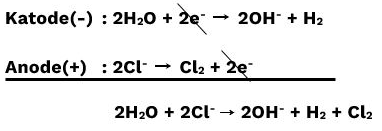 Katode(-) : 2H₂O + 2e⁻ → 2OH⁻ + H₂
Anode(+) : 2Cl⁻ → Cl₂ + 2e⁻
2H₂O + 2Cl⁻ → 2OH⁻ + H₂ + Cl₂